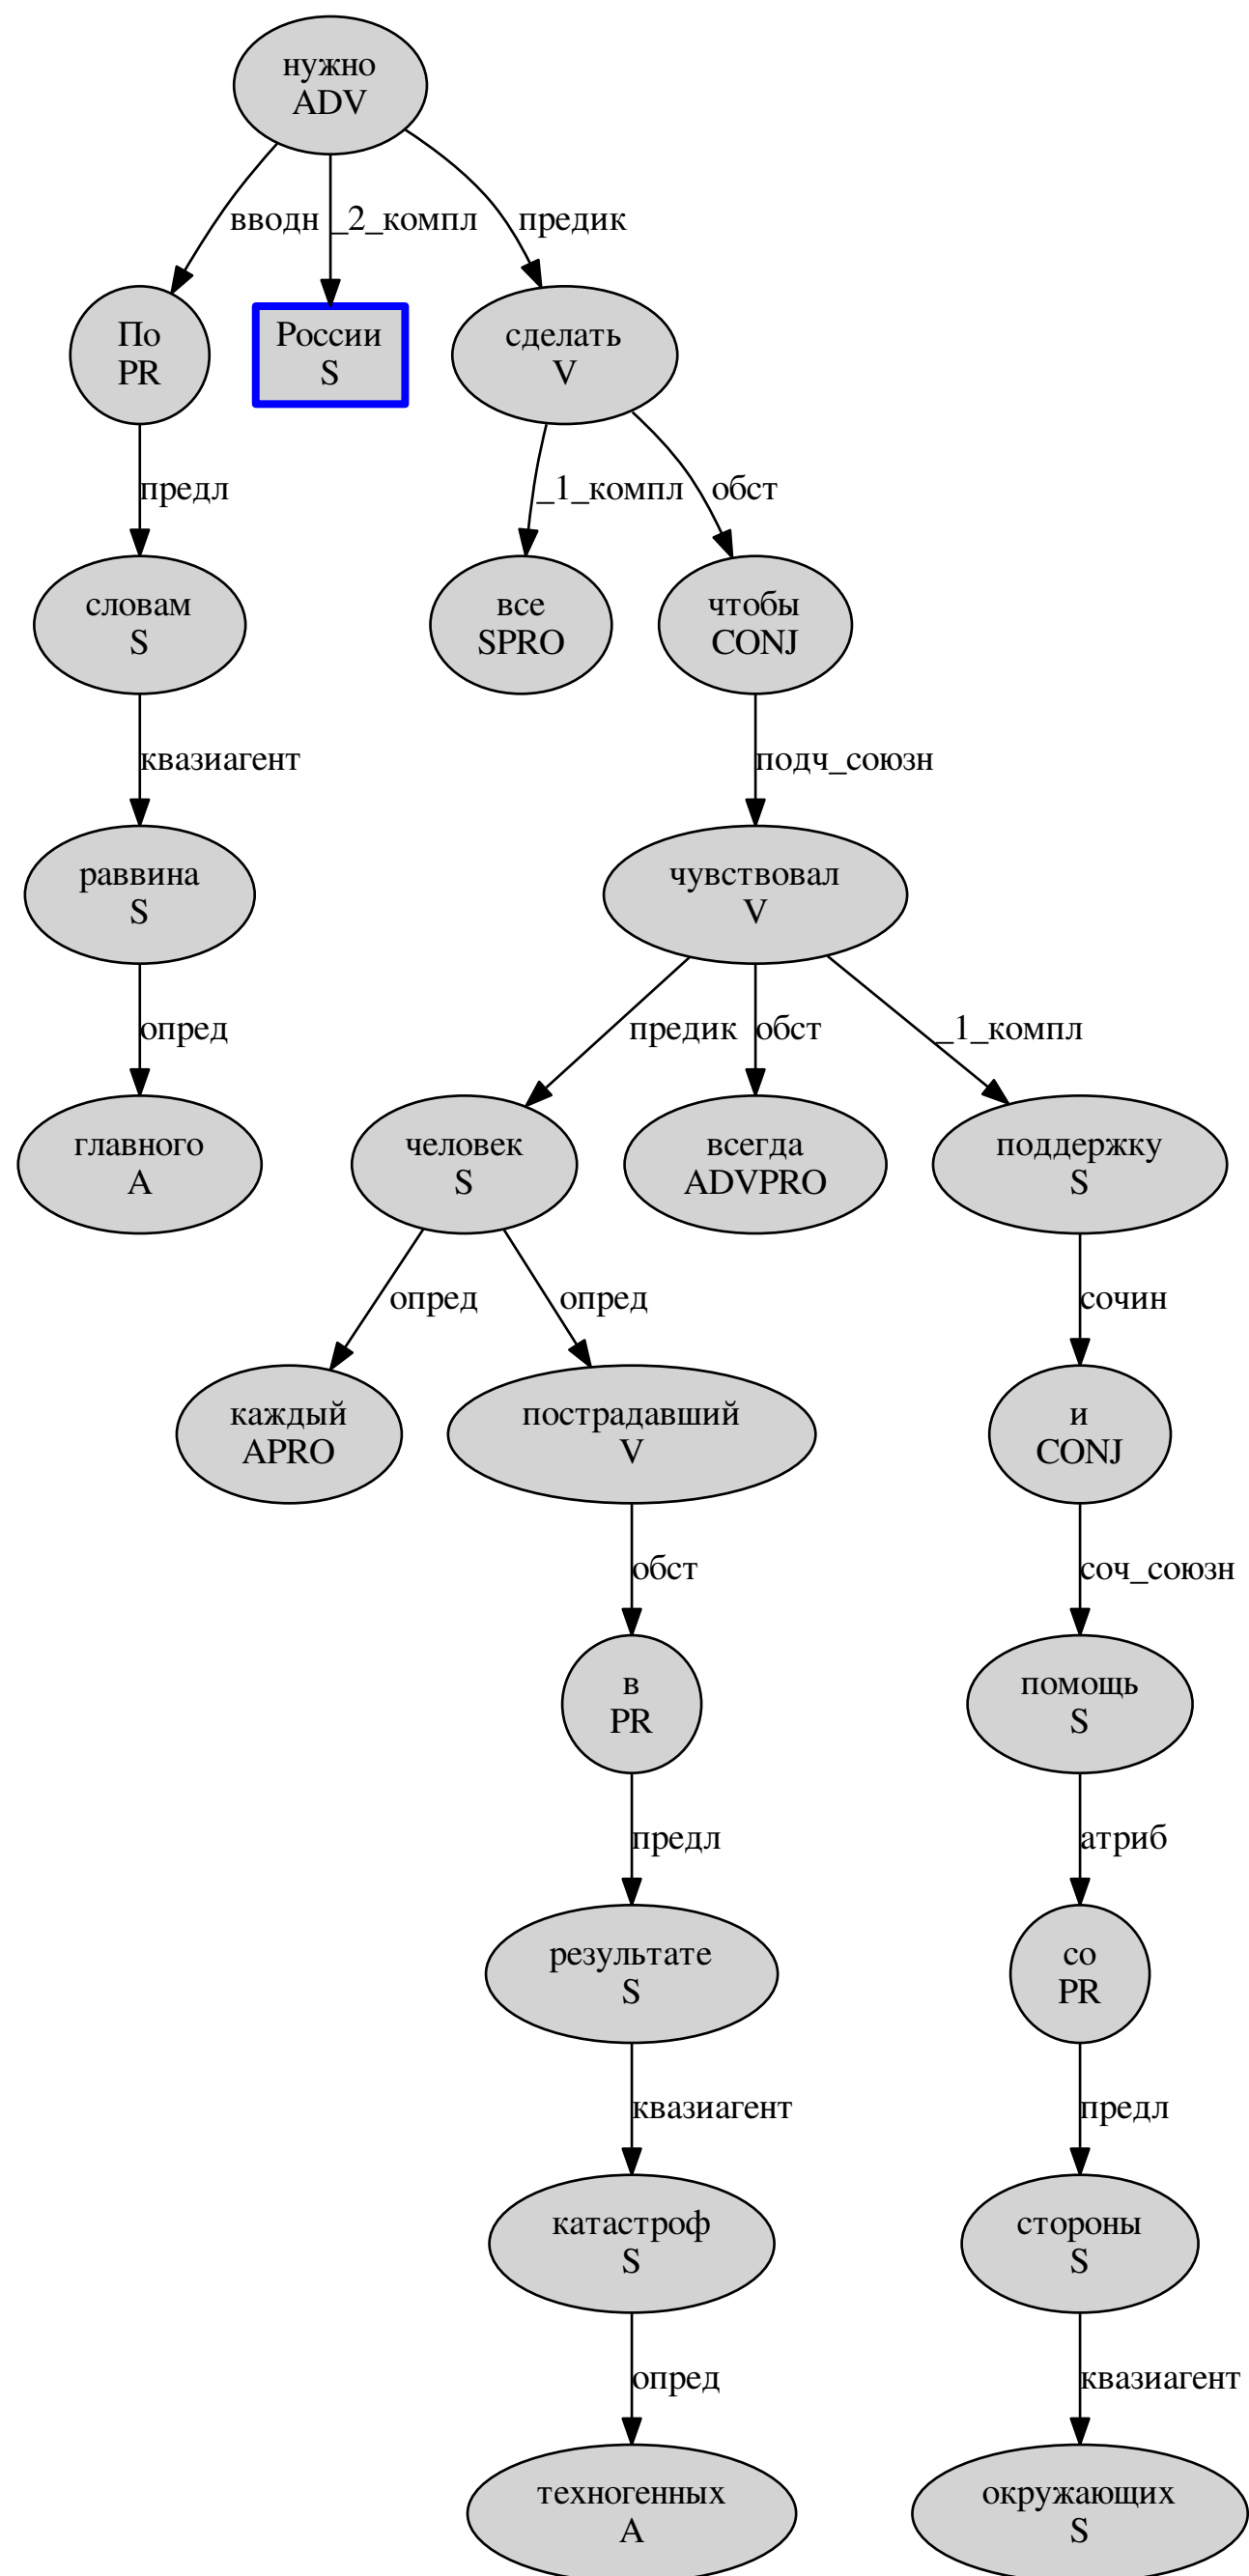 нужно
ADV
вводн
_2_компл
предик
По
PR
России
S
сделать
V
предл
_1_компл
обст
словам
S
все
SPRO
чтобы
CONJ
квазиагент
подч_союзн
раввина
S
чувствовал
V
опред
предик
обст
_1_компл
главного
A
человек
S
всегда
ADVPRO
поддержку
S
опред
опред
сочин
каждый
APRO
пострадавший
V
и
CONJ
обст
соч_союзн
в
PR
помощь
S
предл
атриб
результате
S
со
PR
квазиагент
предл
катастроф
S
стороны
S
опред
квазиагент
техногенных
A
окружающих
S